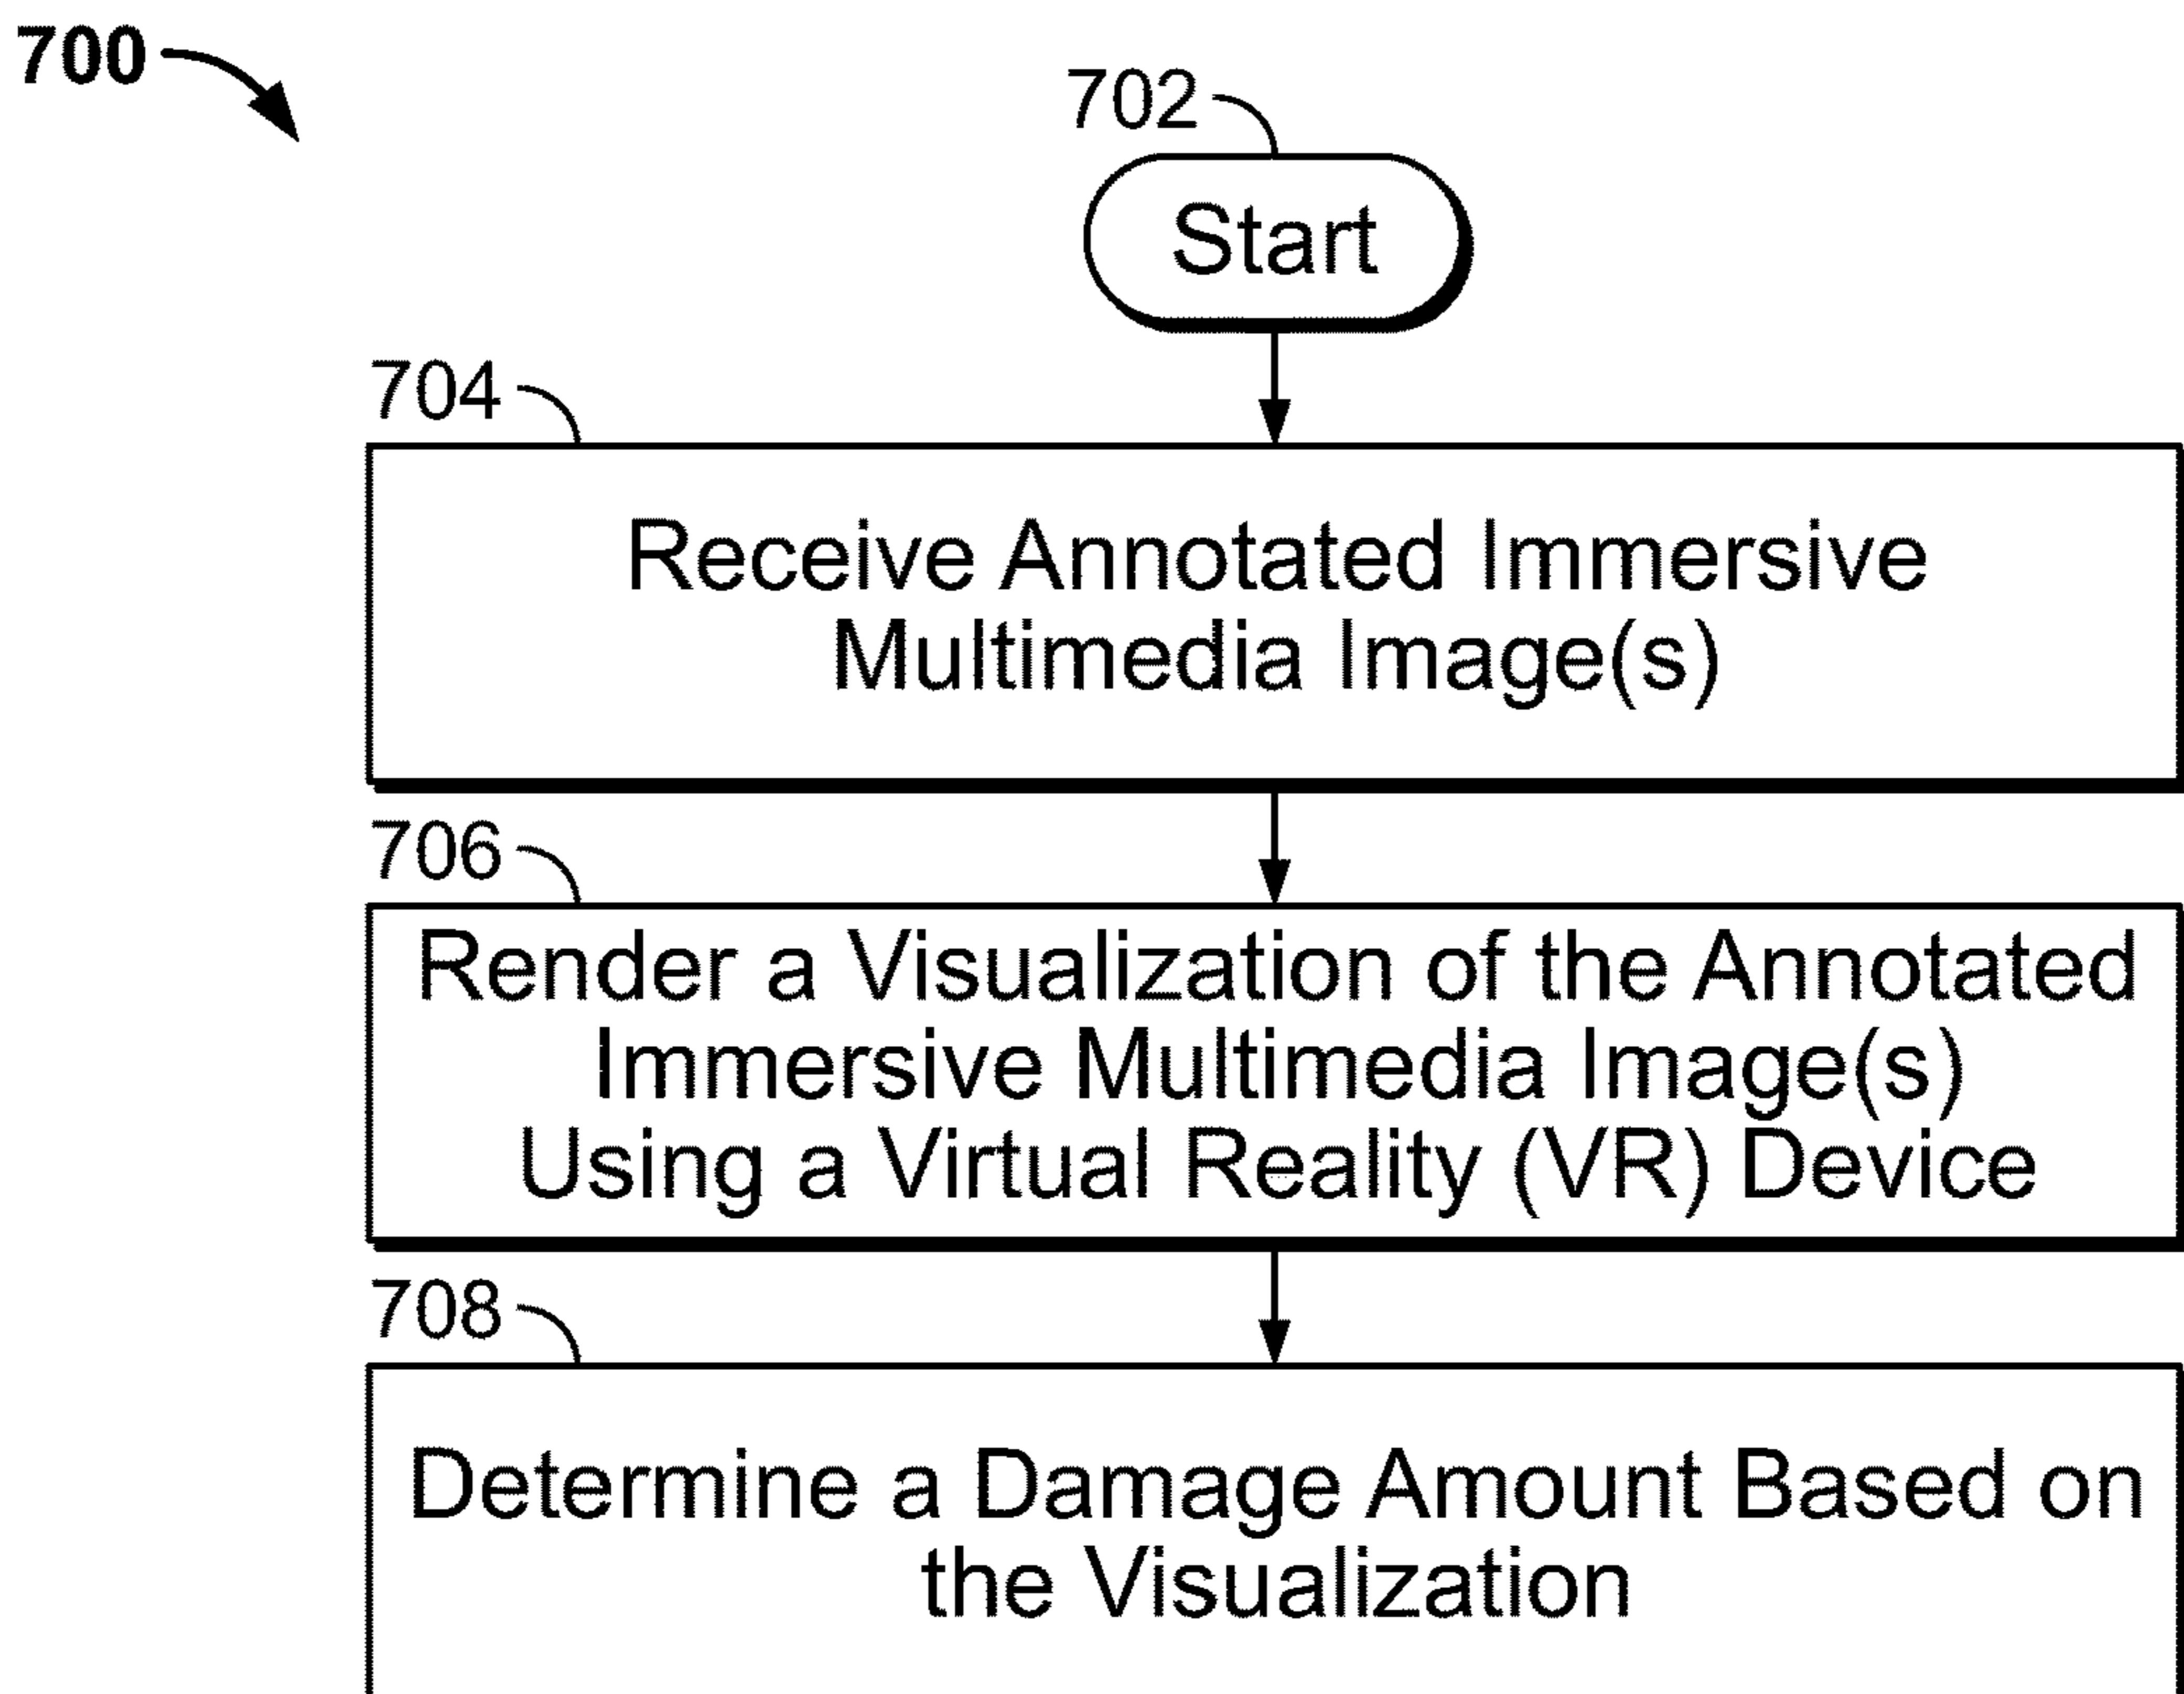 700
702
Start
704
Receive Annotated Immersive
Multimedia Image(s)
706
Render a Visualization of the Annotated
Immersive Multimedia Image(s)
Using a Virtual Reality (VR) Device
708
Determine a Damage Amount Based on
the Visualization